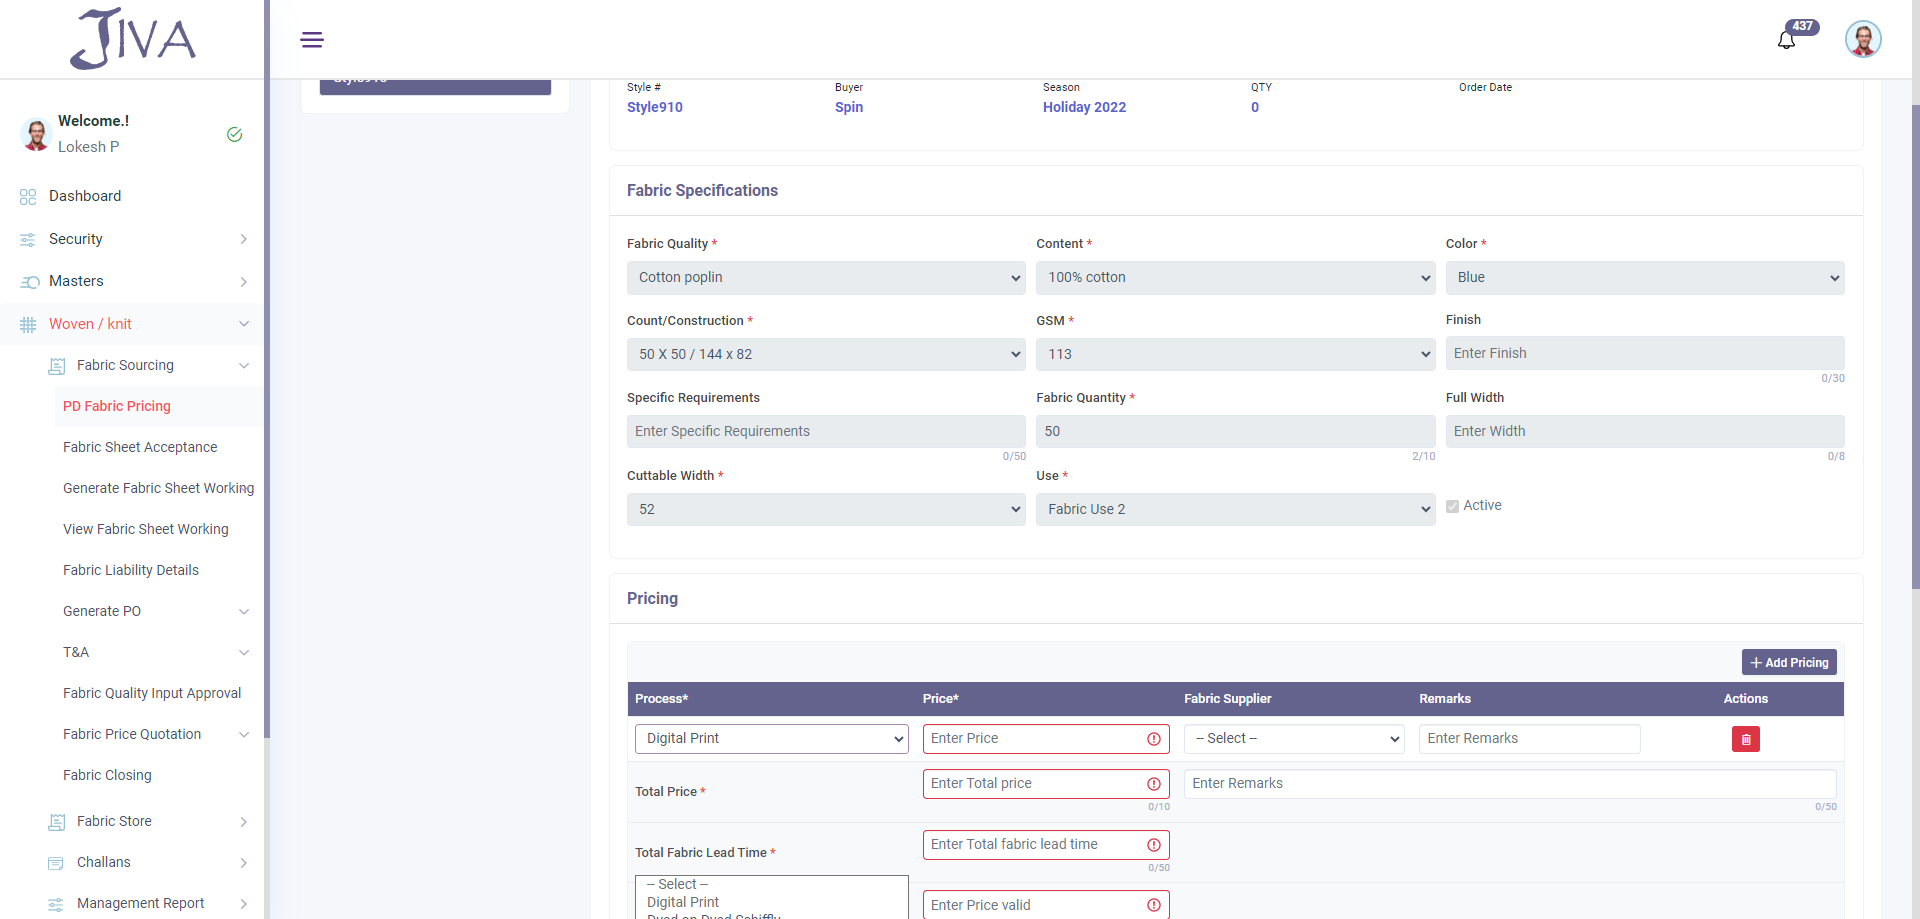 JIVA
437
Welcome.!
Lokesh P
Dashboard
Security
Masters
Woven / knit
Fabric Sourcing
PD Fabric Pricing
Fabric Sheet Acceptance
Generate Fabric Sheet Working
View Fabric Sheet Working
Fabric Liability Details
Generate PO
T&A
Fabric Quality Input Approval
Fabric Price Quotation
Fabric Closing
Fabric Store
Challans
Management Report
Style910
Style # Buyer Season QTY Order Date
Style910 Spin Holiday 2022 0
Fabric Specifications
Fabric Quality * Content * Color *
Cotton poplin 100% cotton Blue
Count/Construction * GSM * Finish
50 X 50 / 144 x 82 113 Enter Finish
0/30
Specific Requirements Fabric Quantity * Full Width
Enter Specific Requirements 50 Enter Width
0/50 2/10 0/8
Cuttable Width * Use *
52 Fabric Use 2 Active
Pricing
Add Pricing
Process* Price* Fabric Supplier Remarks Actions
Digital Print Enter Price -- Select -- Enter Remarks
Total Price * Enter Total price Enter Remarks
0/10 0/50
Total Fabric Lead Time * Enter Total fabric lead time
0/50
-- Select --
Digital Print
Dyed on Dyed Schiffly
Enter Price valid